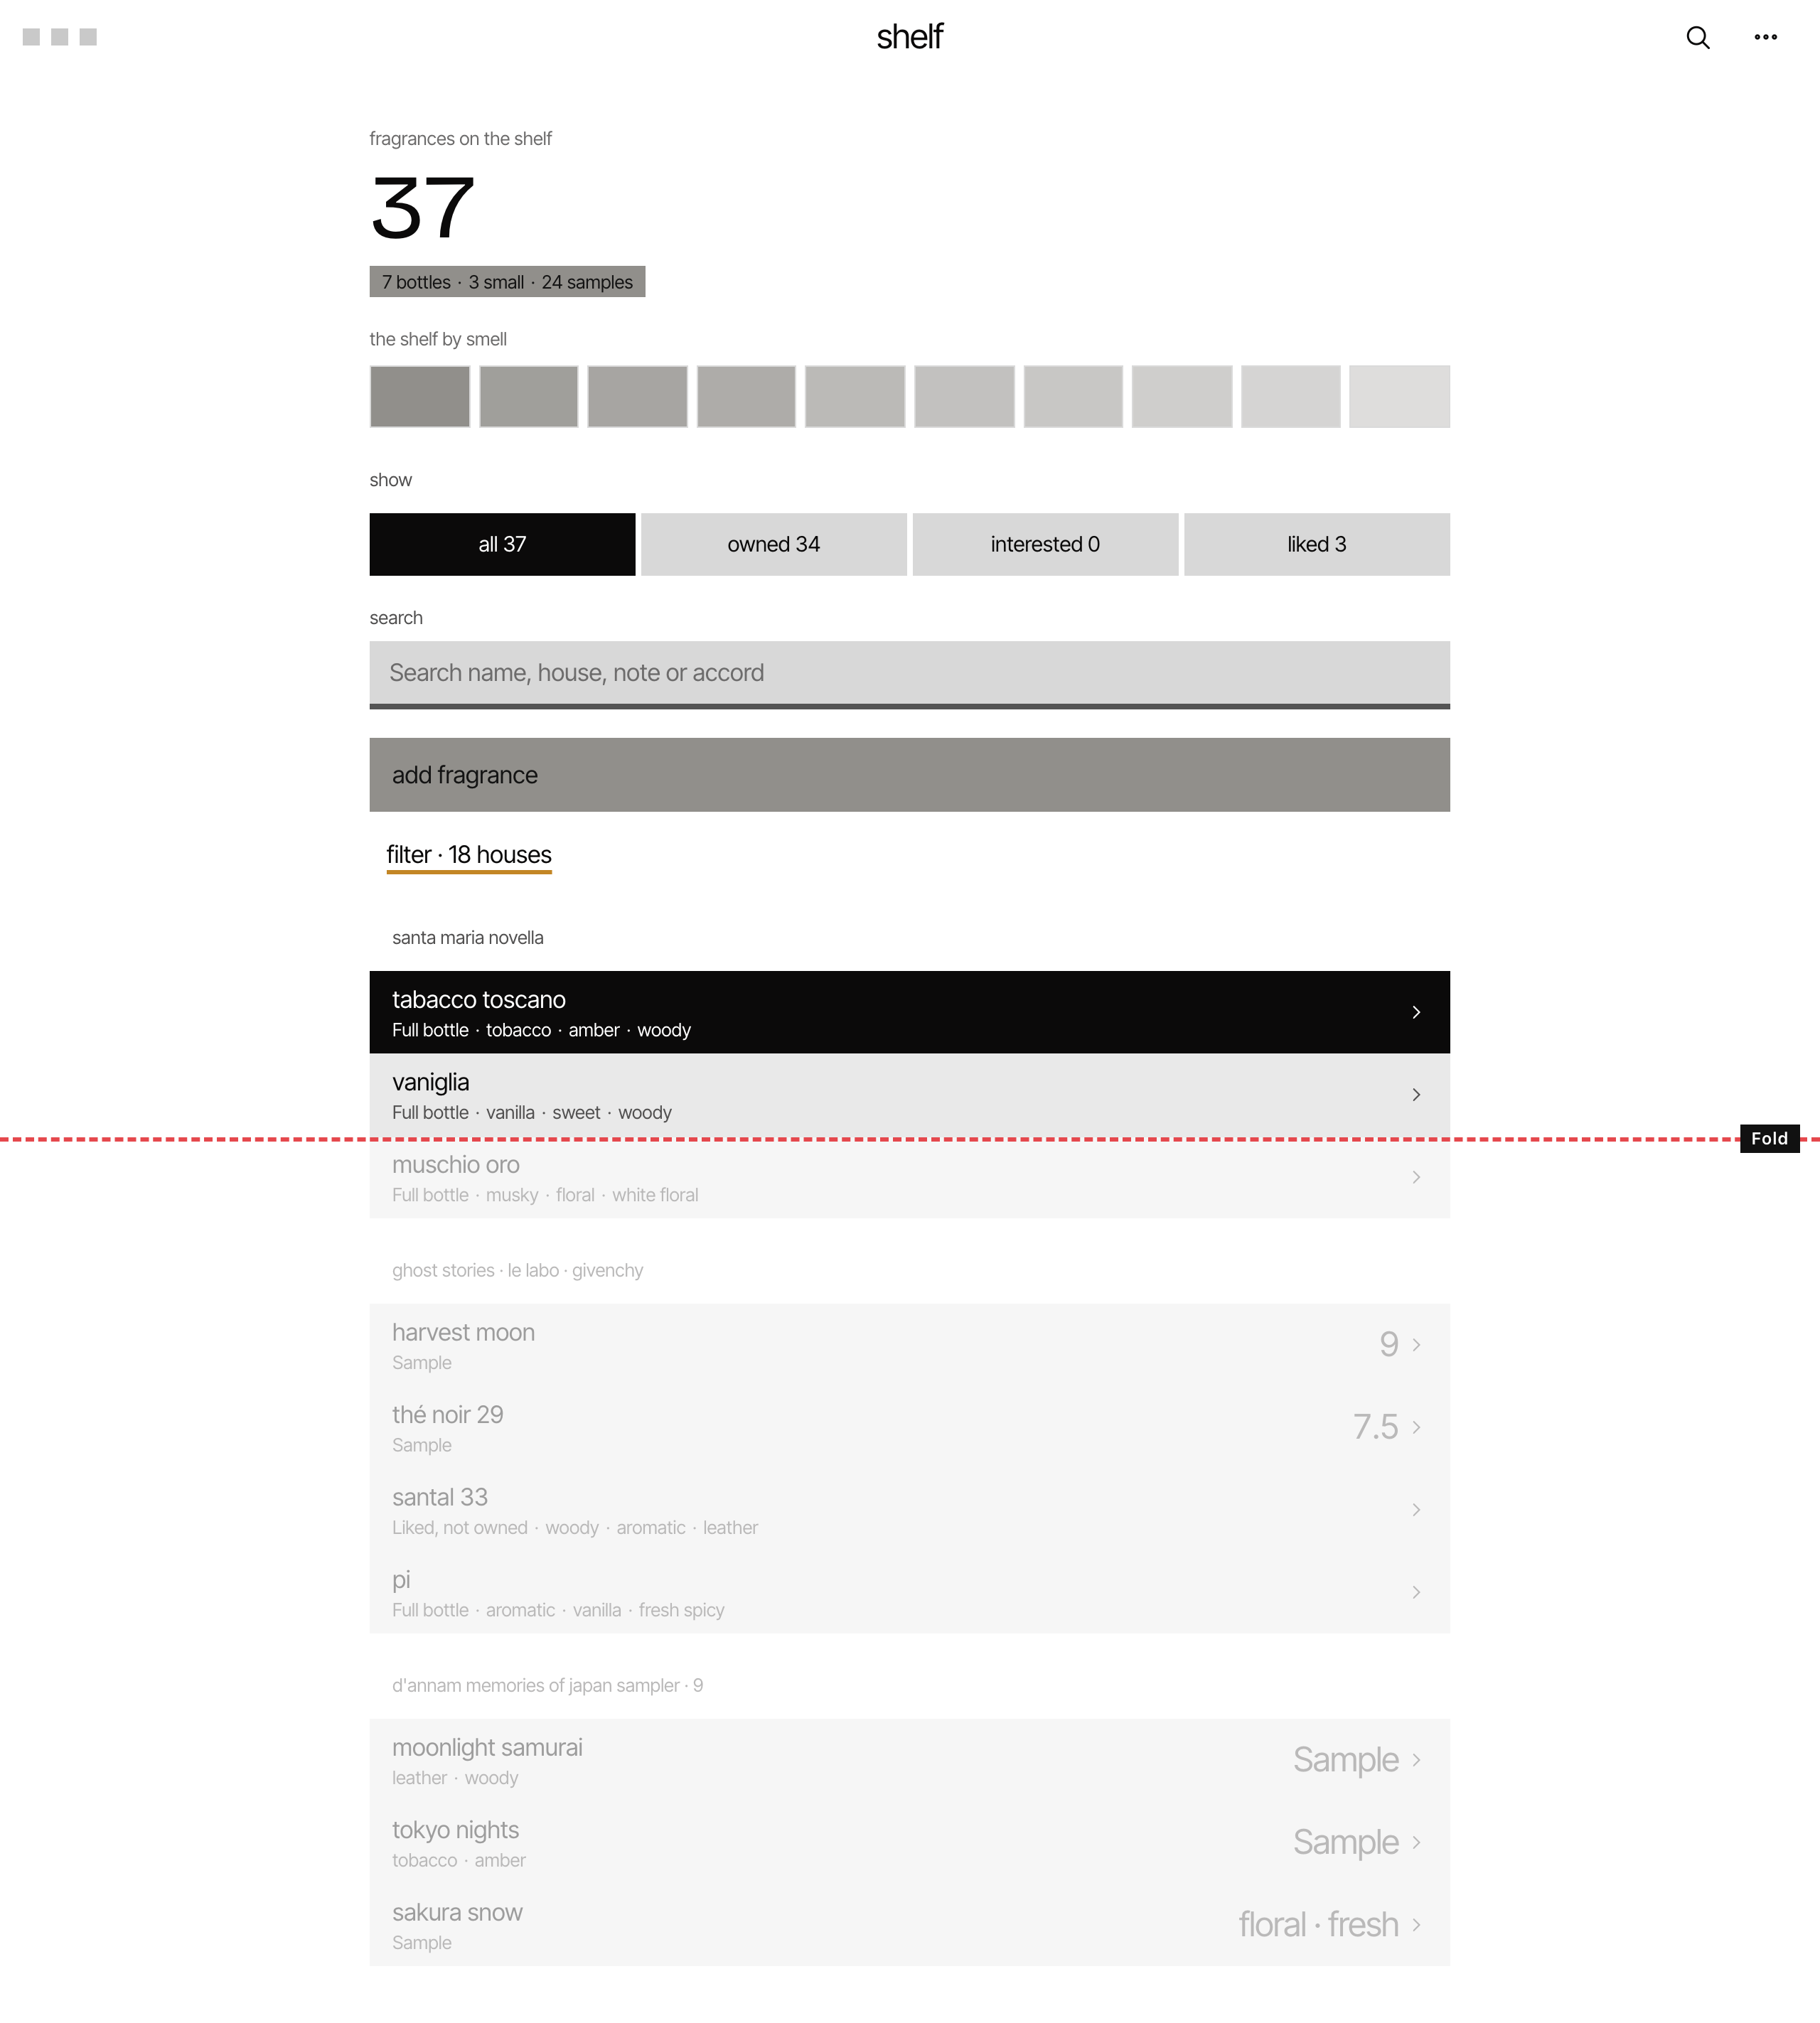 shelf
fragrances on the shelf
37
7 bottles · 3 small · 24 samples
the shelf by smell
show
all 37
owned 34
interested 0
liked 3
search
Search name, house, note or accord
add fragrance
filter · 18 houses
santa maria novella
tabacco toscano
Full bottle · tobacco · amber · woody
vaniglia
Full bottle · vanilla · sweet · woody
Fold
muschio oro
Full bottle · musky · floral · white floral
ghost stories · le labo · givenchy
harvest moon
Sample
9
thé noir 29
Sample
7.5
santal 33
Liked, not owned · woody · aromatic · leather
pi
Full bottle · aromatic · vanilla · fresh spicy
d'annam memories of japan sampler · 9
moonlight samurai
leather · woody
Sample
tokyo nights
tobacco · amber
Sample
sakura snow
Sample
floral · fresh